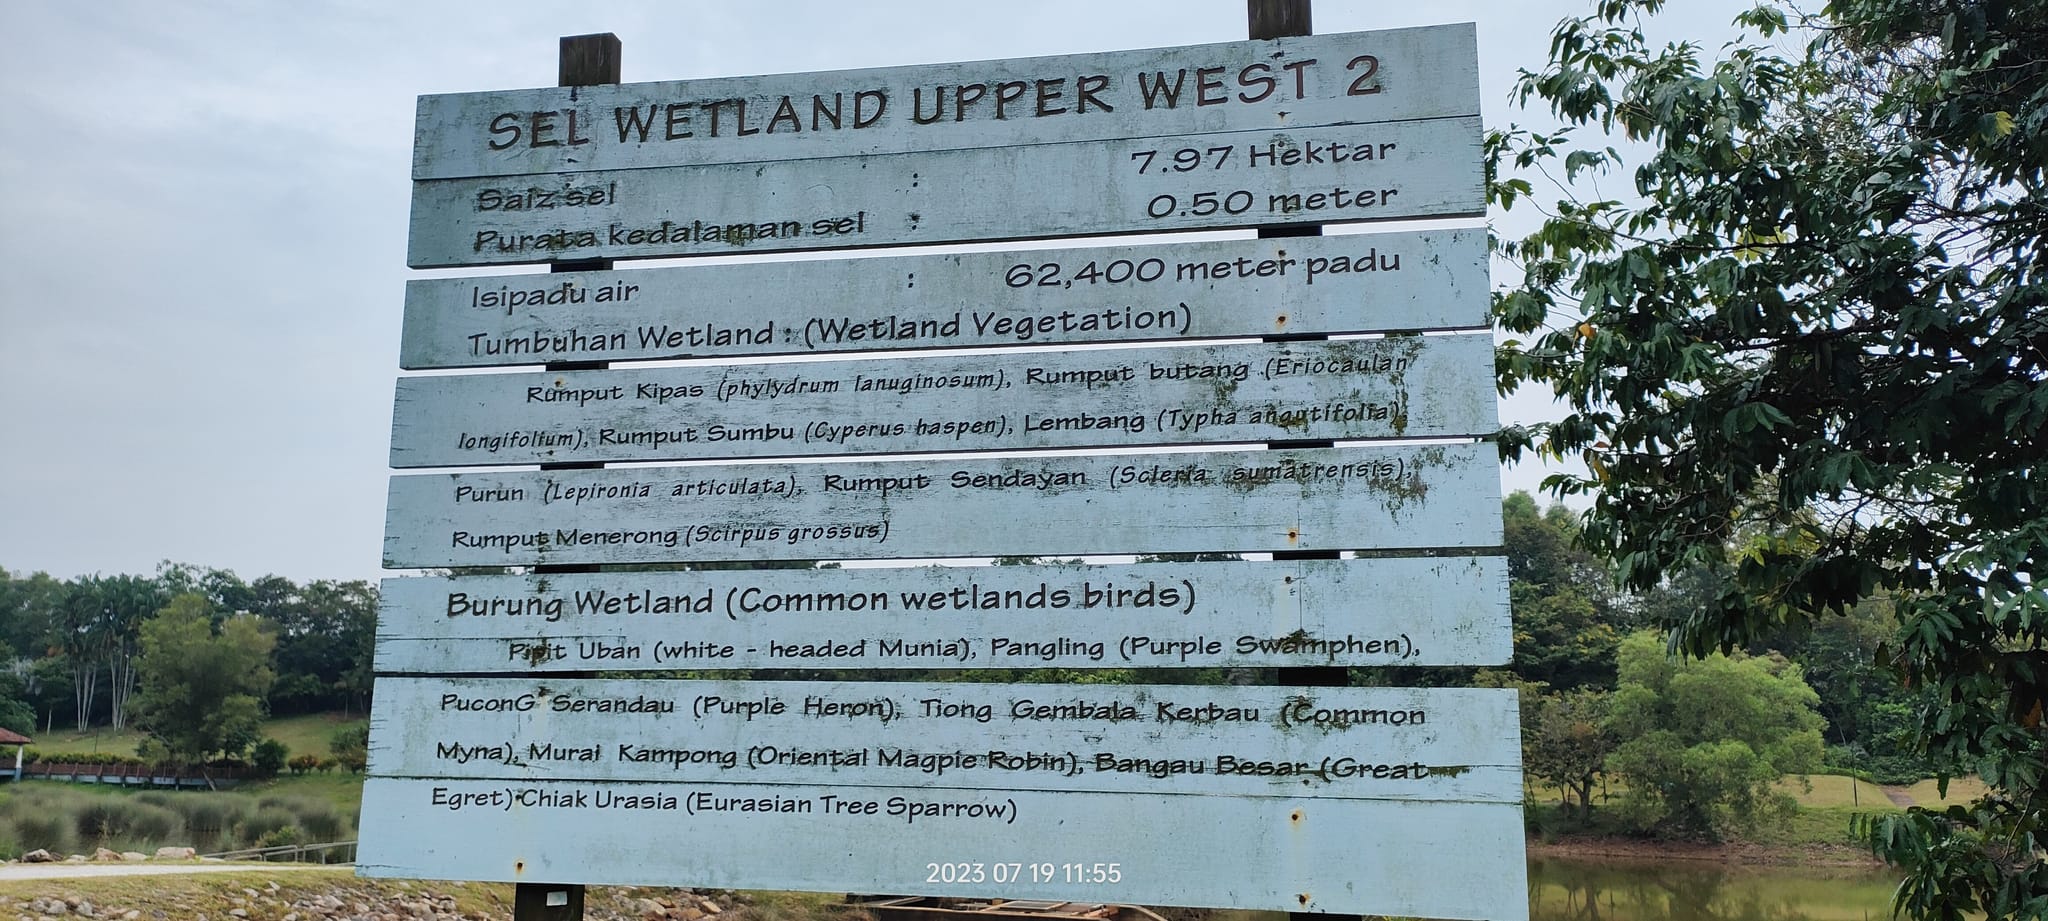 SEL WETLAND UPPER WEST 2
Saiz sel : 7.97 Hektar
Purata kedalaman sel : 0.50 meter
Isipadu air : 62,400 meter padu
Tumbuhan Wetland : (Wetland Vegetation)
Rumput Kipas (phylydrum lanuginosum), Rumput butang (Eriocaulan
longifolium), Rumput Sumbu (Cyperus haspen), Lembang (Typha angutifolia),
Purun (Lepironia articulata), Rumput Sendayan (Scleria sumatrensis),
Rumput Menerong (Scirpus grossus)
Burung Wetland (Common wetlands birds)
Pipit Uban (white - headed Munia), Pangling (Purple Swamphen),
PuconG Serandau (Purple Heron), Tiong Gembala Kerbau (Common
Myna), Murai Kampong (Oriental Magpie Robin), Bangau Besar (Great
Egret) Chiak Urasia (Eurasian Tree Sparrow)
2023 07 19 11:55